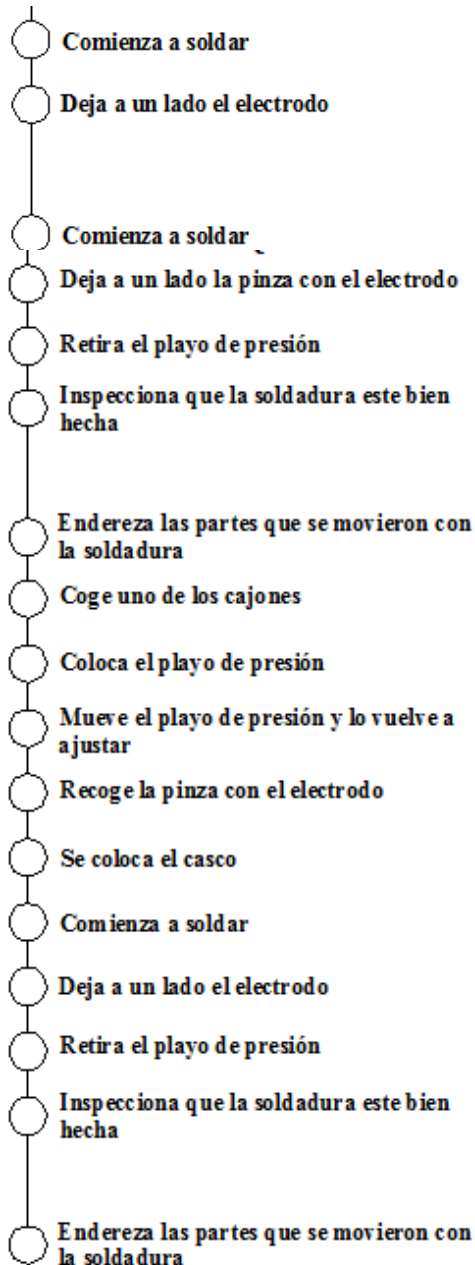 Comienza a soldar
Deja a un lado el electrodo
Comienza a soldar
Deja a un lado la pinza con el electrodo
Retira el playo de presión
Inspecciona que la soldadura este bien
hecha
Endereza las partes que se movieron con
la soldadura
Coge uno de los cajones
Coloca el playo de presión
Mueve el playo de presión y lo vuelve a
ajustar
Recoge la pinza con el electrodo
Se coloca el casco
Comienza a soldar
Deja a un lado el electrodo
Retira el playo de presión
Inspecciona que la soldadura este bien
hecha
Endereza las partes que se movieron con
la soldadura